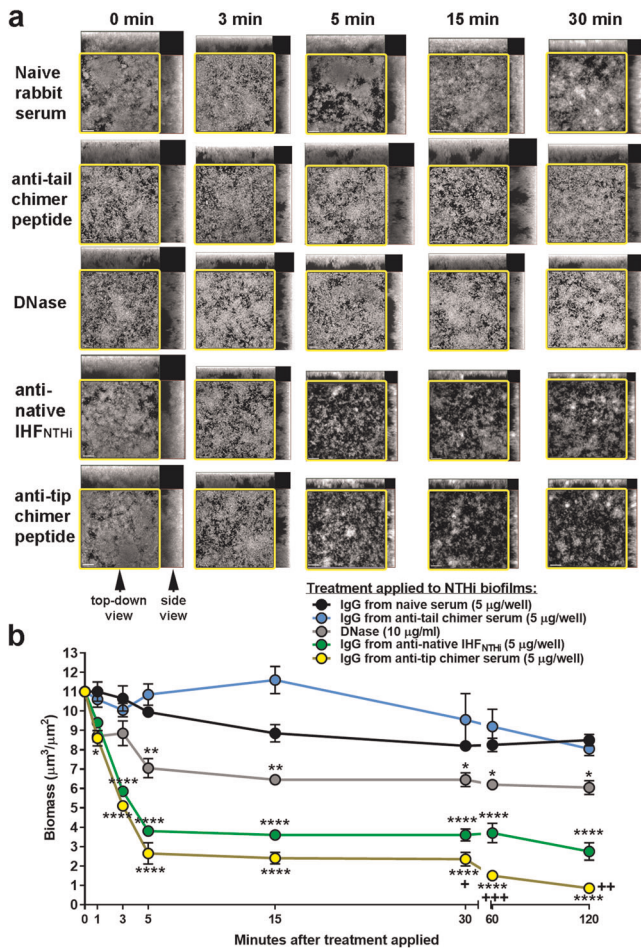 a
0 min 3 min 5 min 15 min 30 min
Naive
rabbit
serum
anti-tail
chimer
peptide
DNase
anti-
native
IHFNTHi
anti-tip
chimer
peptide
top-down
view
side
view
Treatment applied to NTHi biofilms:
IgG from naive serum (5 µg/well)
IgG from anti-tail chimer serum (5 µg/well)
DNase (10 µg/ml)
IgG from anti-native IHFNTHi (5 µg/well)
IgG from anti-tip chimer serum (5 µg/well)
b
Biomass (µm³/µm²)
13
12
11
10
9
8
7
6
5
4
3
2
1
0
* **** **** ** **** **** ** **** **** * **** **** + * **** +++ * **** **** ++
0 1 3 5 15 30 60 120
Minutes after treatment applied